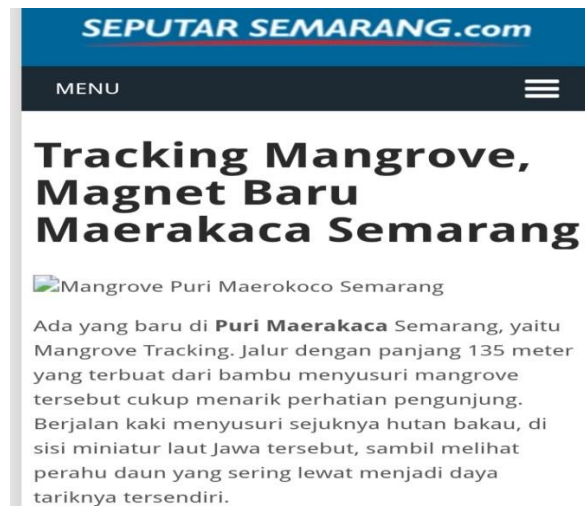 SEPUTAR SEMARANG.com
MENU
Tracking Mangrove,
Magnet Baru
Maerakaca Semarang
Mangrove Puri Maerokoco Semarang
Ada yang baru di Puri Maerakaca Semarang, yaitu
Mangrove Tracking. Jalur dengan panjang 135 meter
yang terbuat dari bambu menyusuri mangrove
tersebut cukup menarik perhatian pengunjung.
Berjalan kaki menyusuri sejuknya hutan bakau, di
sisi miniatur laut Jawa tersebut, sambil melihat
perahu daun yang sering lewat menjadi daya
tariknya tersendiri.